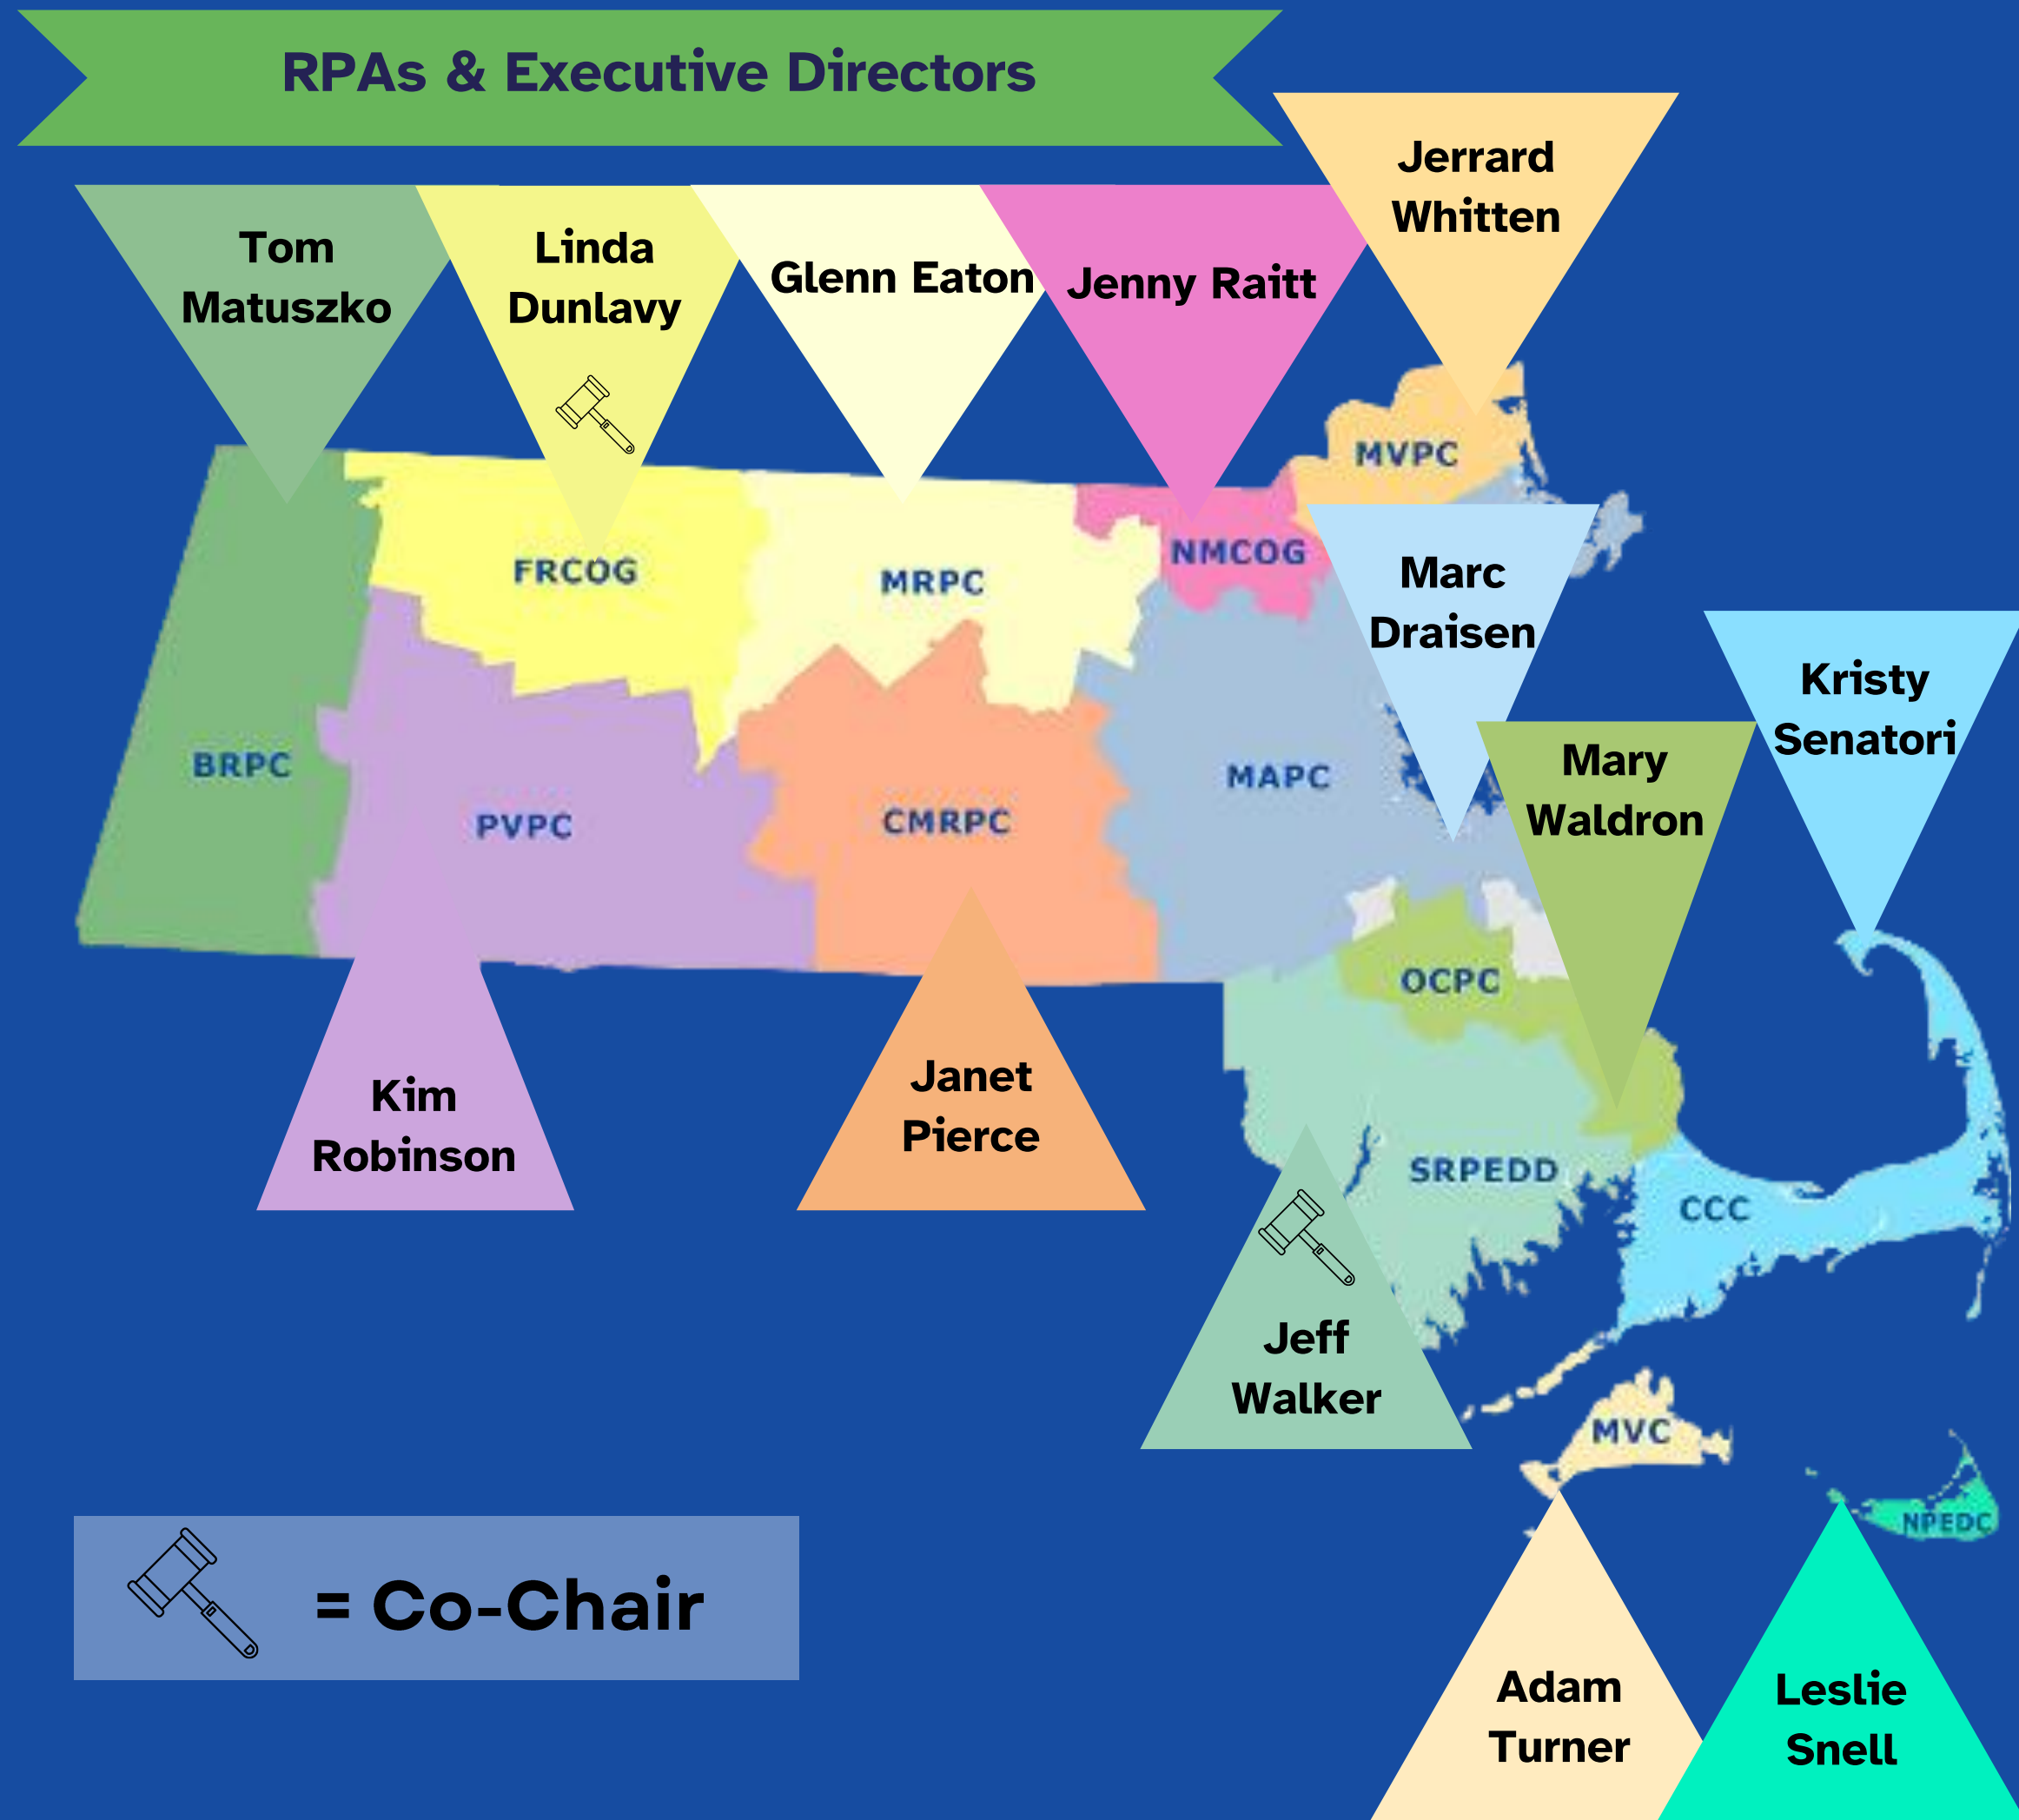 RPAs & Executive Directors
Jerrard
Whitten
Tom
Matuszko
Linda
Dunlavy
Glenn Eaton
Jenny Raitt
MVPC
FRCOG
MRPC
NMCOG
Marc
Draisen
Kristy
Senatori
BRPC
PVPC
CMRPC
MAPC
Mary
Waldron
OCPC
Kim
Robinson
Janet
Pierce
SRPEDD
CCC
Jeff
Walker
MVC
NPEDC
= Co-Chair
Adam
Turner
Leslie
Snell